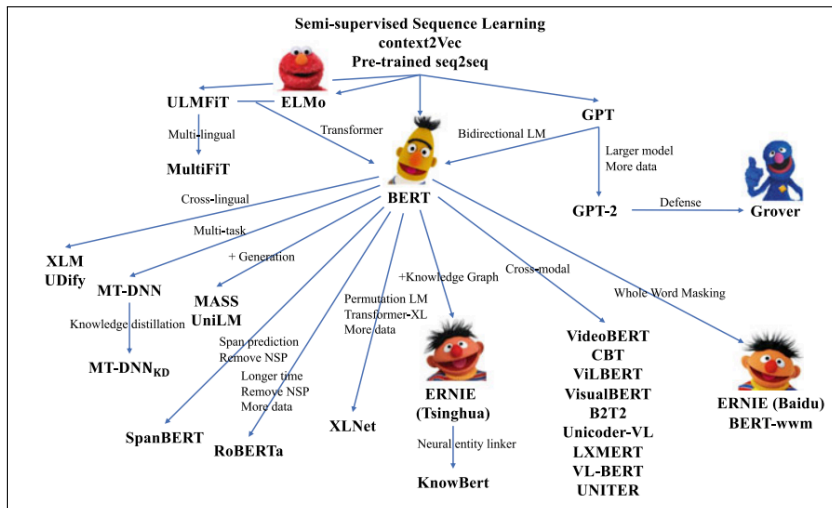 Semi-supervised Sequence Learning
context2Vec
Pre-trained seq2seq
ULMFiT
ELMo
GPT
Multi-lingual
Transformer
Bidirectional LM
Larger model
More data
MultiFiT
BERT
GPT-2
Defense
Grover
Cross-lingual
Multi-task
+ Generation
+Knowledge Graph
Cross-modal
Whole Word Masking
XLM
UDify
MT-DNN
MASS
UniLM
Permutation LM
Transformer-XL
More data
Knowledge distillation
Span prediction
Remove NSP
VideoBERT
CBT
ViLBERT
VisualBERT
B2T2
Unicoder-VL
LXMERT
VL-BERT
UNITER
MT-DNNKD
Longer time
Remove NSP
More data
ERNIE
(Tsinghua)
ERNIE (Baidu)
BERT-wwm
SpanBERT
RoBERTa
XLNet
Neural entity linker
KnowBert